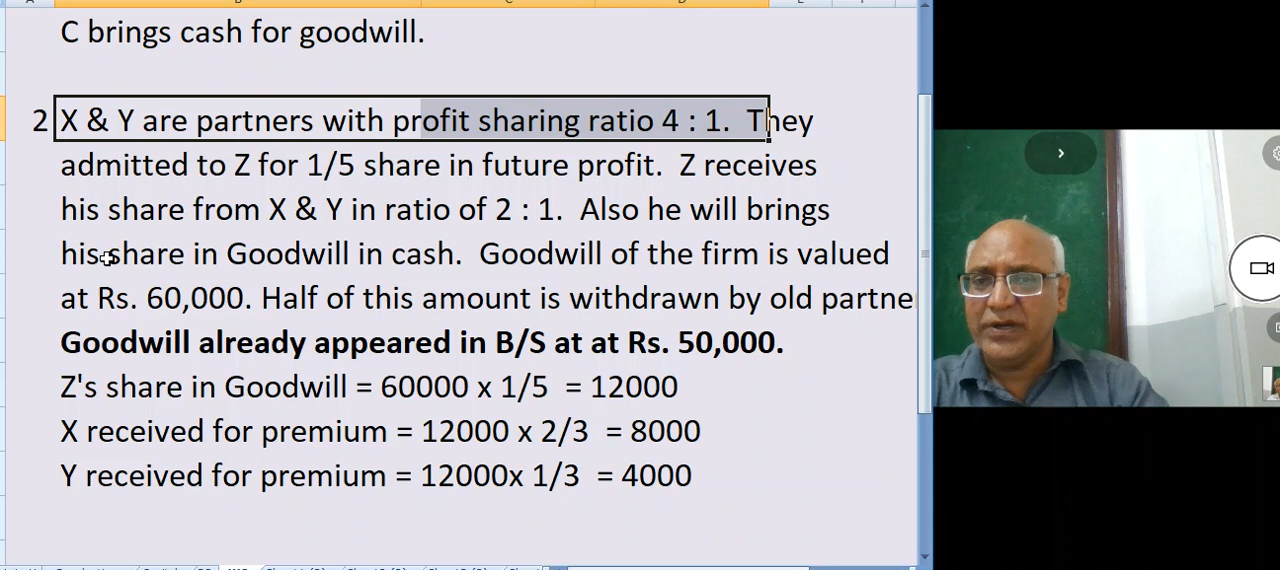 C brings cash for goodwill.
2 X & Y are partners with profit sharing ratio 4 : 1. They
admitted to Z for 1/5 share in future profit. Z receives
his share from X & Y in ratio of 2 : 1. Also he will brings
his share in Goodwill in cash. Goodwill of the firm is valued
at Rs. 60,000. Half of this amount is withdrawn by old partne
Goodwill already appeared in B/S at at Rs. 50,000.
Z's share in Goodwill = 60000 x 1/5 = 12000
X received for premium = 12000 x 2/3 = 8000
Y received for premium = 12000x 1/3 = 4000